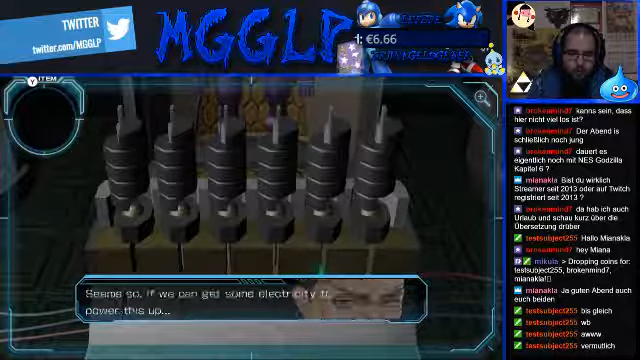 TWITTER
twitter.com/MGGLP
MGGLP
LEVEL 2
1: €6.66
Y ITEM
Seems so. If we can get some electricity to
power this up...
brokenmind7: kanns sein, dass
hier nicht viel los ist?
brokenmind7: Der Abend is
schließlich noch jung
brokenmind7: dauert es
eigentlich noch mit NES Godzilla
Kapitel 6 ?
mianakla: Bist du wirklich
Streamer seit 2013 oder auf Twitch
registriert seit 2013 ?
brokenmind7: da hab ich auch
Urlaub und schau kurz über die
Übersetzung drüber
testsubject255: Hallo Mianakla
brokenmind7: hey Miana
mikuia: > Dropping coins for:
testsubject255, brokenmind7,
mianakla!
mianakla: Ja guten Abend auch
euch beiden
testsubject255: bis gleich
testsubject255: wb
testsubject255: awww
testsubject255: vermutlich